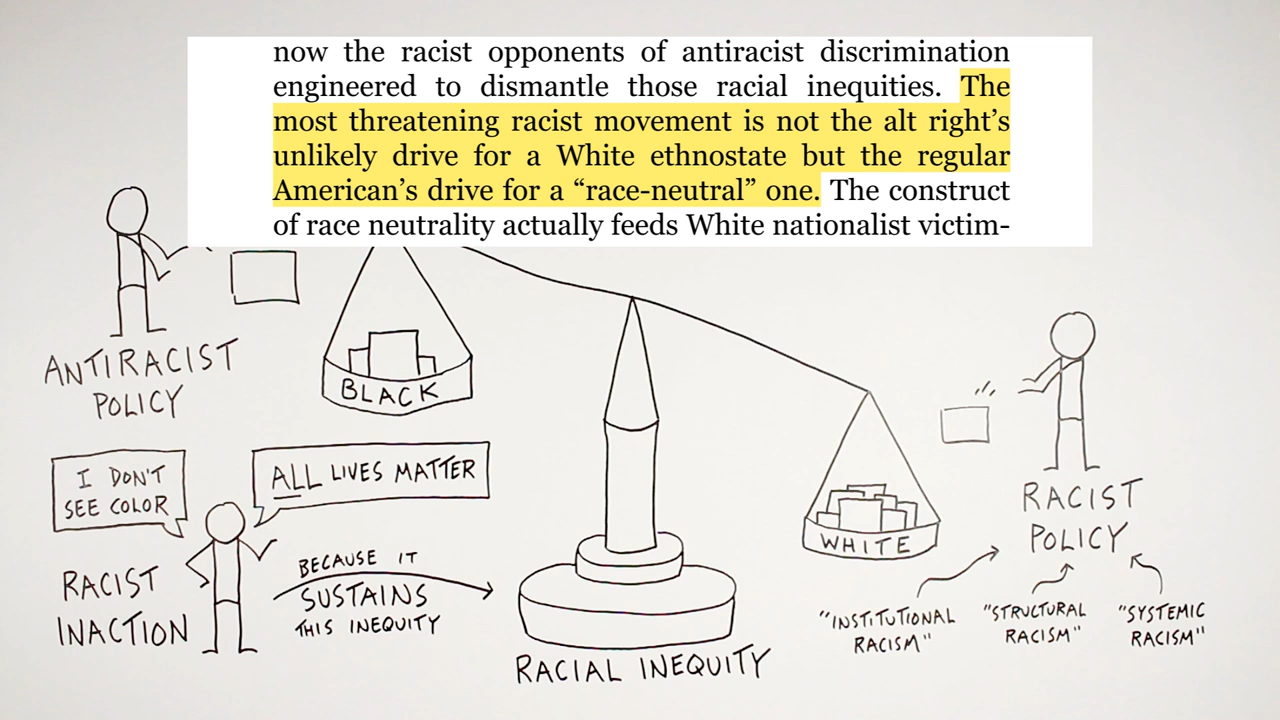 now the racist opponents of antiracist discrimination
engineered to dismantle those racial inequities. The
most threatening racist movement is not the alt right's
unlikely drive for a White ethnostate but the regular
American's drive for a “race-neutral” one. The construct
of race neutrality actually feeds White nationalist victim-
ANTIRACIST
POLICY
BLACK
I DON'T
SEE COLOR
ALL LIVES MATTER
RACIST
INACTION
BECAUSE IT
SUSTAINS
THIS INEQUITY
RACIAL INEQUITY
WHITE
RACIST
POLICY
"INSTITUTIONAL
RACISM"
"STRUCTURAL
RACISM"
"SYSTEMIC
RACISM"